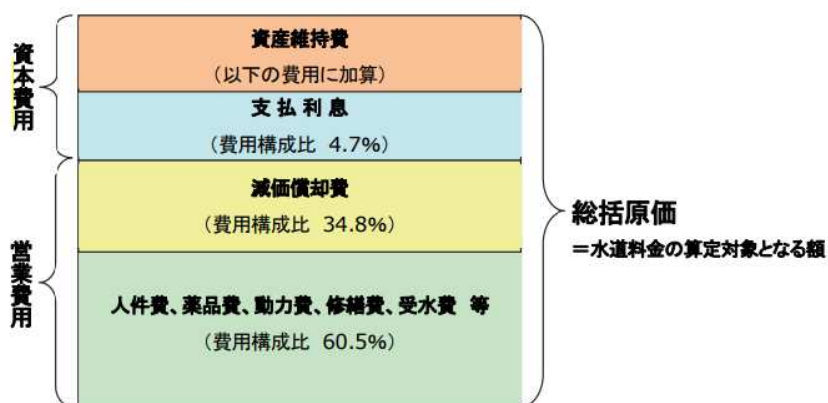 資本費用
資産維持費
（以下の費用に加算）
支払利息
（費用構成比 4.7%）
営業費用
減価償却費
（費用構成比 34.8%）
人件費、薬品費、動力費、修繕費、受水費 等
（費用構成比 60.5%）
総括原価
＝水道料金の算定対象となる額